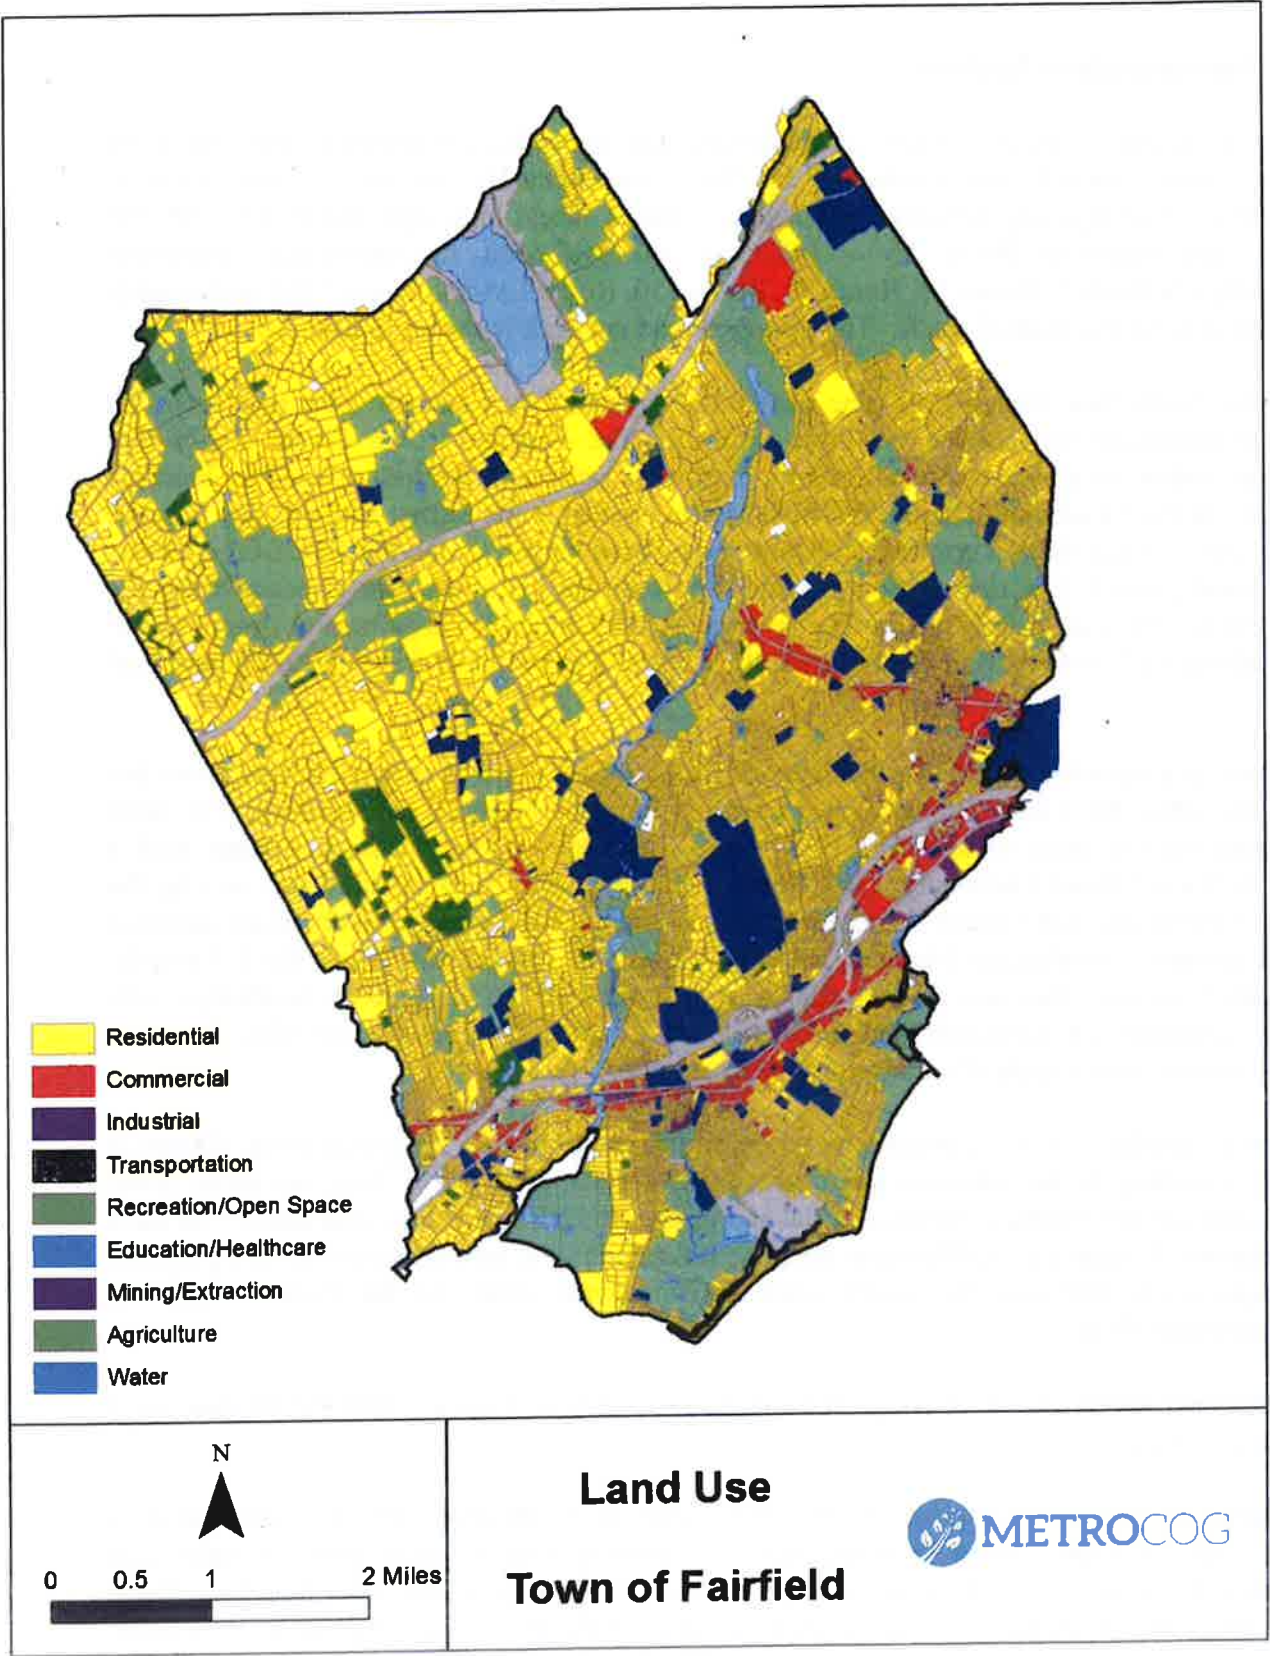 Residential
Commercial
Industrial
Transportation
Recreation/Open Space
Education/Healthcare
Mining/Extraction
Agriculture
Water
N
0 0.5 1 2 Miles
Land Use
Town of Fairfield
METROCOG